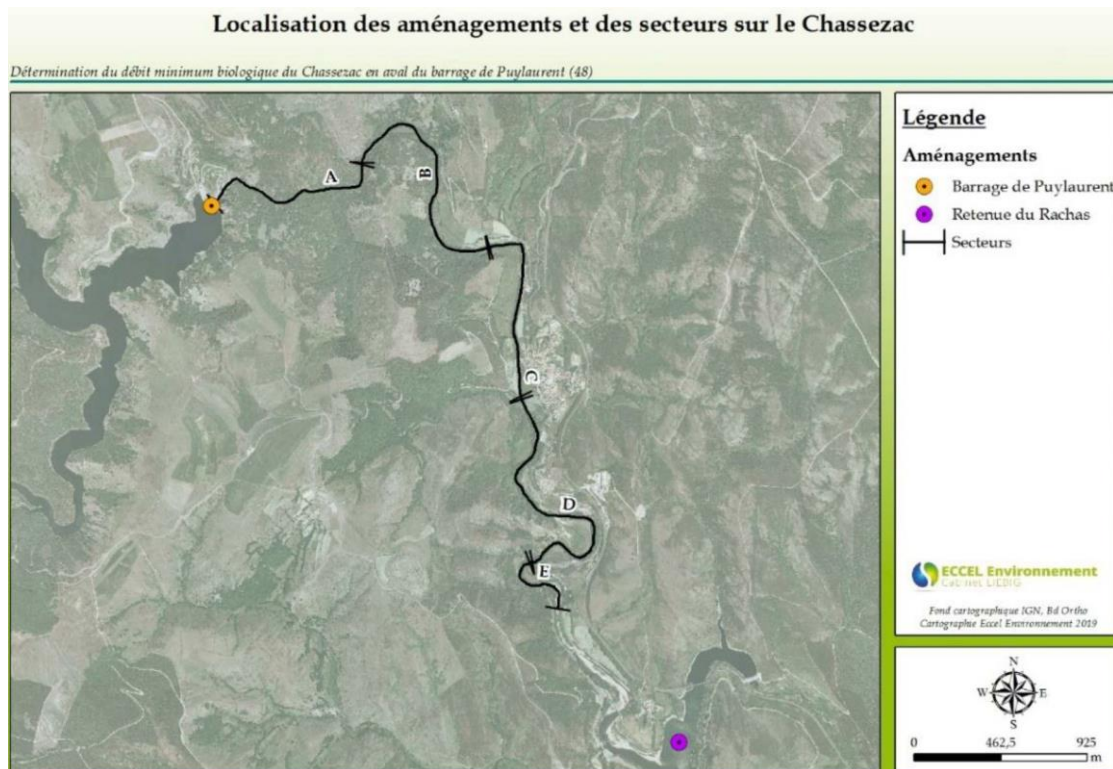 Localisation des aménagements et des secteurs sur le Chassezac
Détermination du débit minimum biologique du Chassezac en aval du barrage de Puylaurent (48)
A
B
C
D
E
Légende
Aménagements
Barrage de Puylaurent
Retenue du Rachas
Secteurs
ECCEL Environnement
Cabinet LIEBIG
Fond cartographique IGN, Bd Ortho
Cartographie Eccel Environnement 2019
N
W E
S
0 462,5 925
m